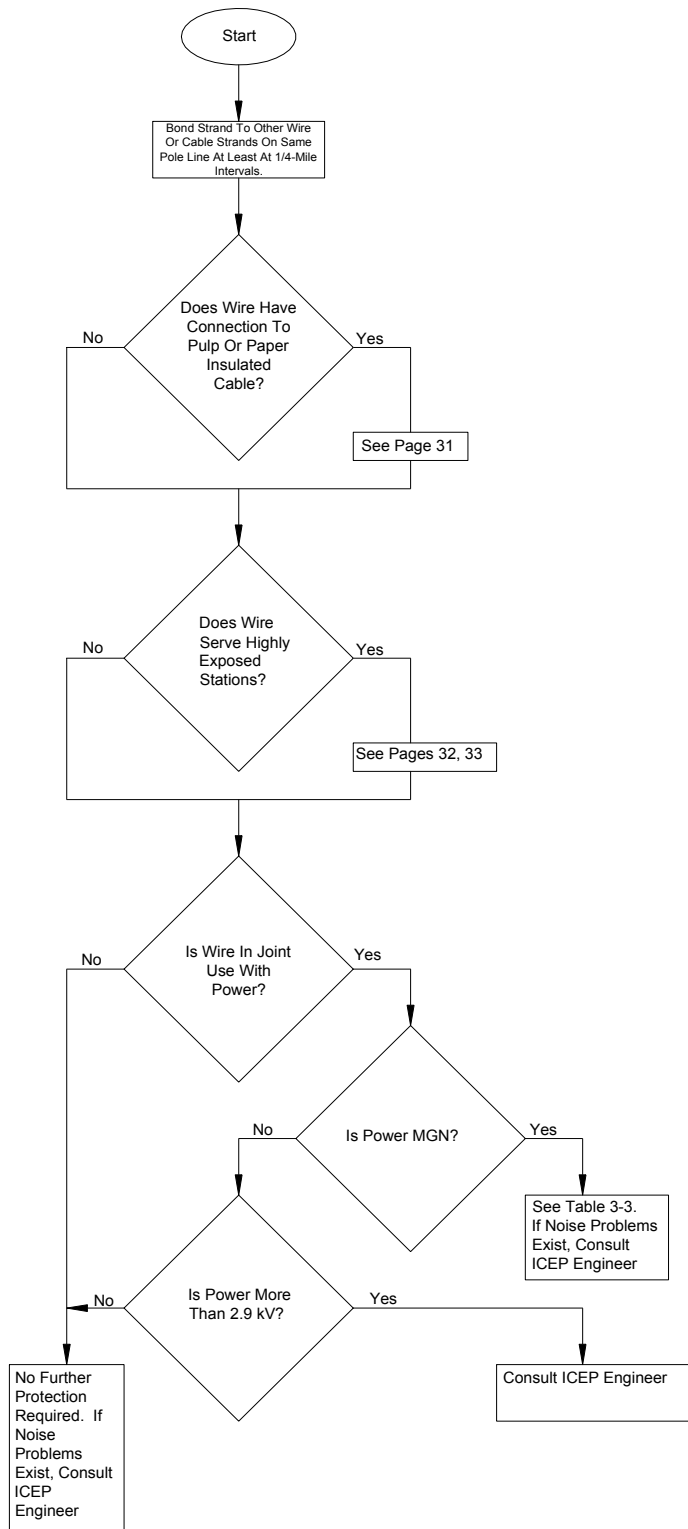 Start
Bond Strand To Other Wire
Or Cable Strands On Same
Pole Line At Least At 1/4-Mile
Intervals.
Does Wire Have
Connection To
Pulp Or Paper
Insulated
Cable?
No
Yes
See Page 31
Does Wire
Serve Highly
Exposed
Stations?
No
Yes
See Pages 32, 33
Is Wire In Joint
Use With
Power?
No
Yes
Is Power MGN?
No
Yes
See Table 3-3.
If Noise Problems
Exist, Consult
ICEP Engineer
Is Power More
Than 2.9 kV?
No
Yes
No Further
Protection
Required.  If
Noise
Problems
Exist, Consult
ICEP
Engineer
Consult ICEP Engineer